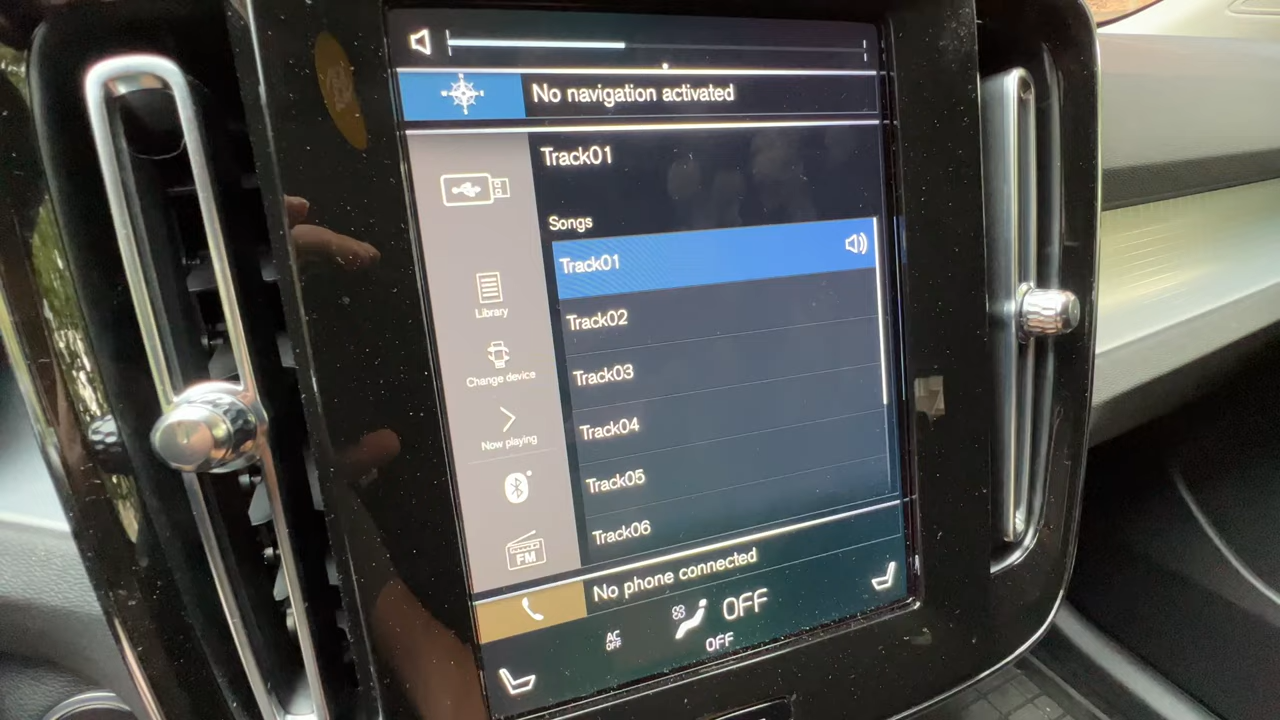 No navigation activated
Track01
Songs
Track01
Track02
Track03
Track04
Track05
Track06
Library
Change device
Now playing
FM
No phone connected
AC
OFF
OFF
OFF